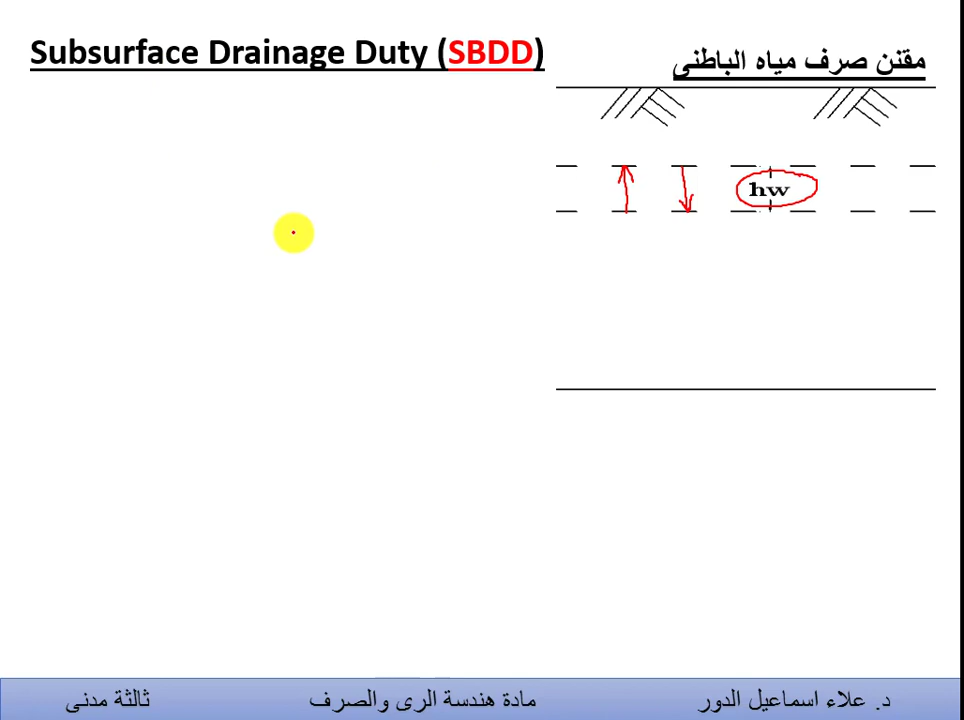 Subsurface Drainage Duty (SBDD)
مقنن صرف مياه الباطنى
hw
د. علاء اسماعيل الدور
مادة هندسة الرى والصرف
ثالثة مدنى